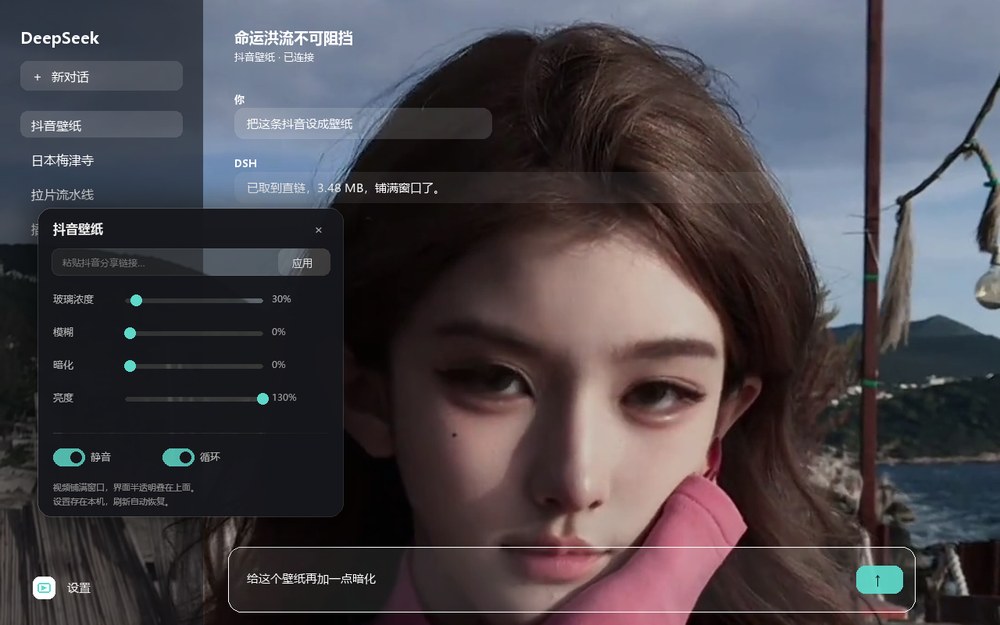 DeepSeek
+ 新对话
抖音壁纸
日本梅津寺
拉片流水线
命运洪流不可阻挡
抖音壁纸 · 已连接
你
把这条抖音设成壁纸
DSH
已取到直链，3.48 MB，铺满窗口了。
抖音壁纸
×
粘贴抖音分享链接...
应用
玻璃浓度 30%
模糊 0%
暗化 0%
亮度 130%
静音 循环
视频铺满窗口，界面半透明叠在上面。
设置存在本机，刷新自动恢复。
设置
给这个壁纸再加一点暗化
↑